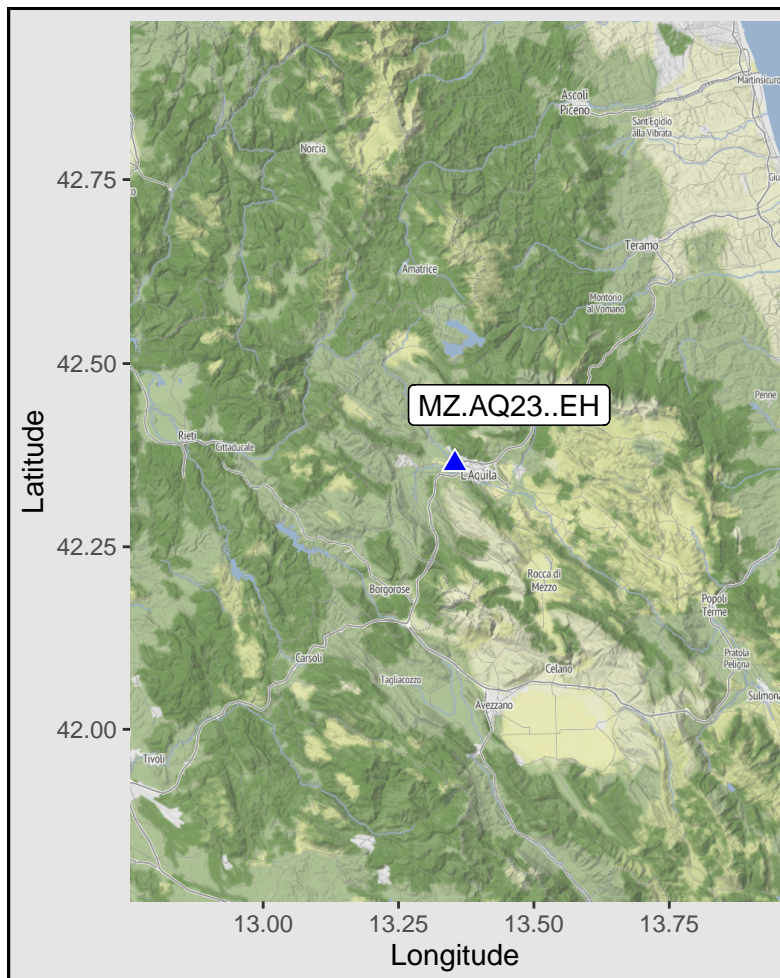 Martinsicuro
Ascoli
Piceno
Sant'Egidio
alla Vibrata
Norcia
42.75
Teramo
Amatrice
Montorio
al Vomano
42.50
Penne
MZ.AQ23..EH
Rieti
Cittaducale
L'Aquila
Latitude
42.25
Rocca di
Mezzo
Borgorose
Popoli
Terme
Pratola
Peligna
Carsoli
Celano
Tagliacozzo
Sulmona
Avezzano
42.00
Tivoli
13.00
13.25
13.50
13.75
Longitude